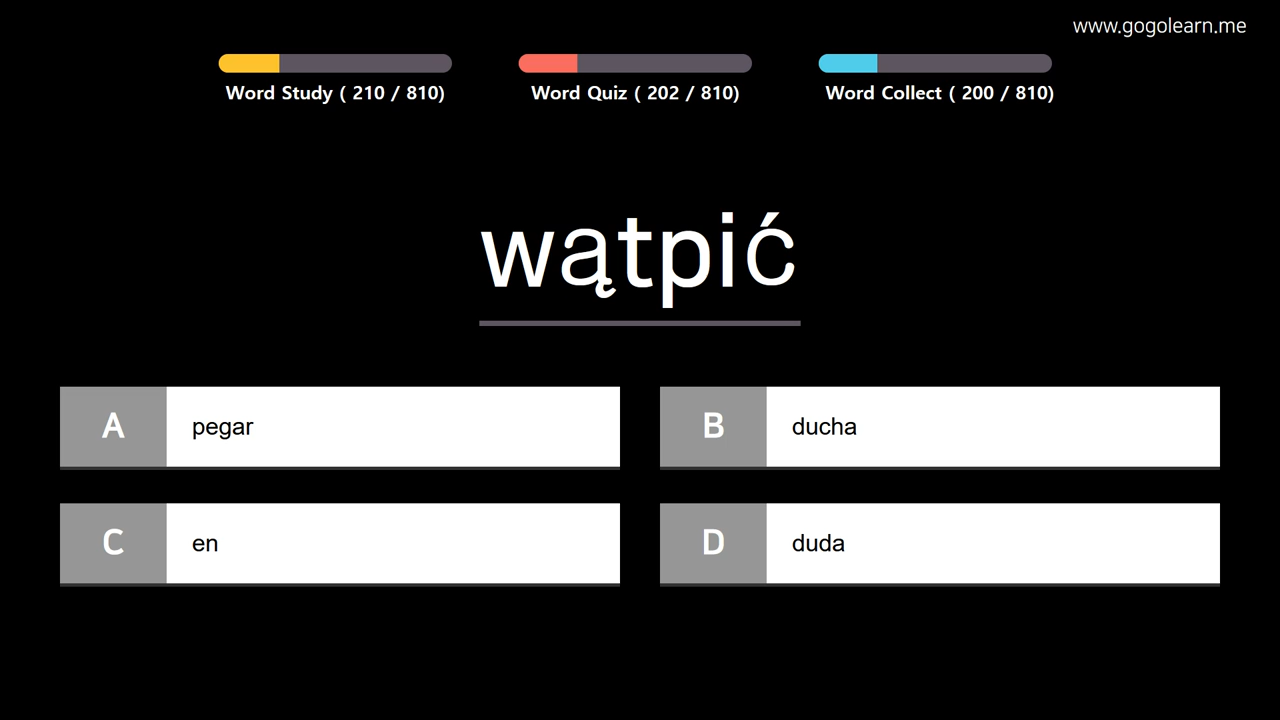 www.gogolearn.me
Word Study ( 210 / 810)
Word Quiz ( 202 / 810)
Word Collect ( 200 / 810)
wątpić
A pegar
B ducha
C en
D duda